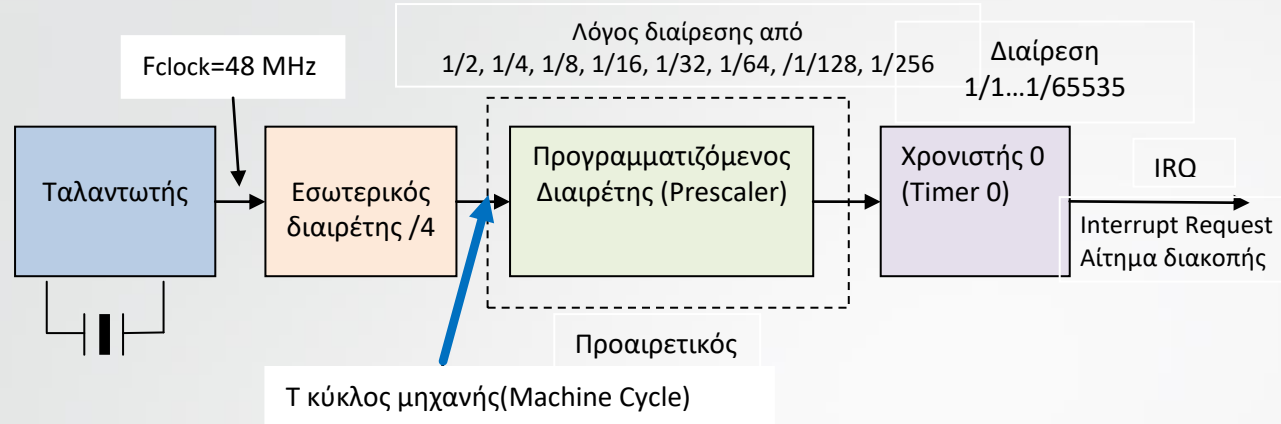 Λόγος διαίρεσης από
1/2, 1/4, 1/8, 1/16, 1/32, 1/64, /1/128, 1/256
Διαίρεση
1/1...1/65535
Fclock=48 MHz
Ταλαντωτής
Εσωτερικός
διαιρέτης /4
Προγραμματιζόμενος
Διαιρέτης (Prescaler)
Χρονιστής 0
(Timer 0)
IRQ
Interrupt Request
Αίτημα διακοπής
Προαιρετικός
Τ κύκλος μηχανής(Machine Cycle)